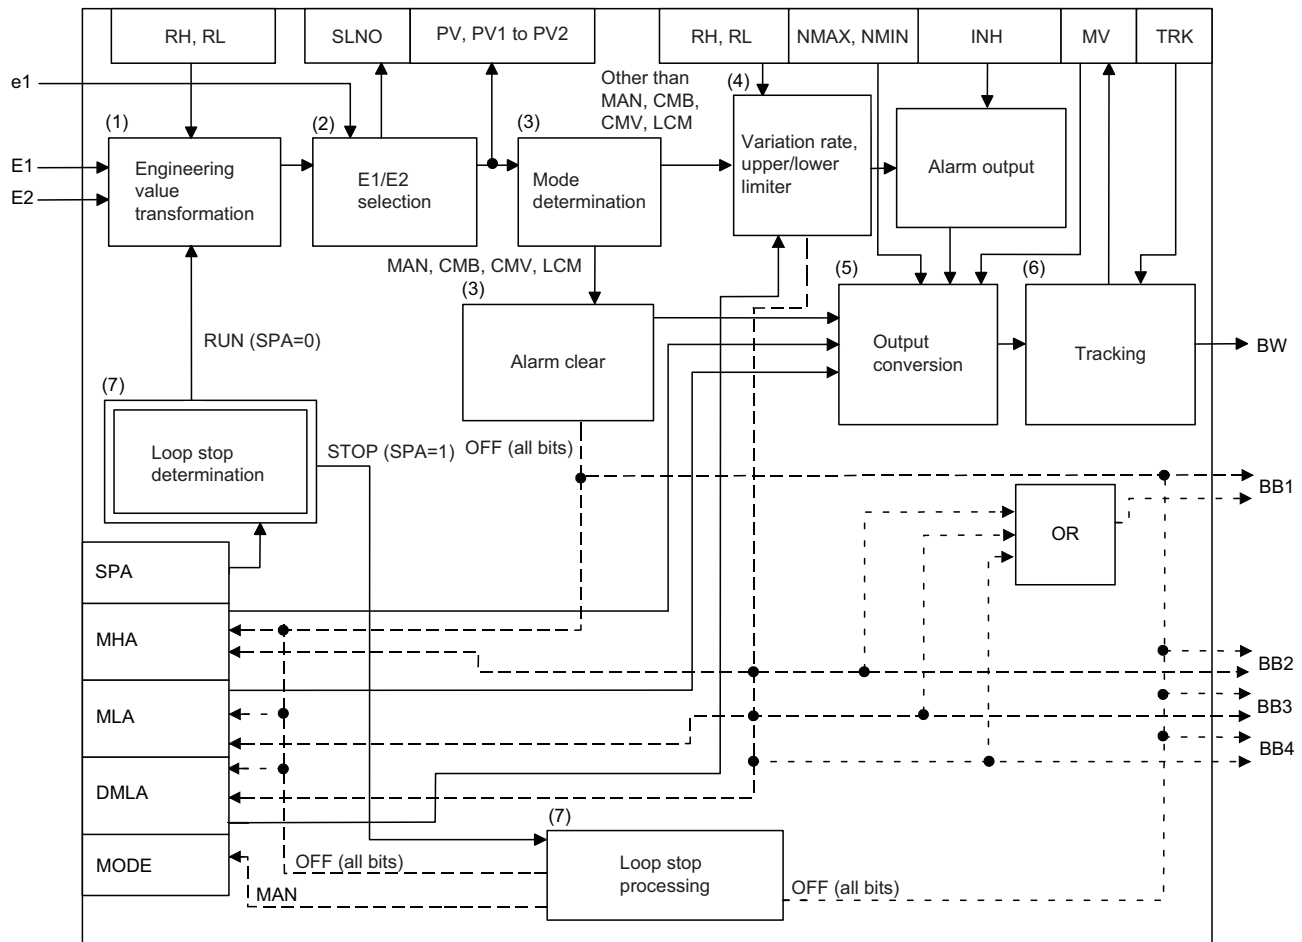 RH, RL
SLNO
PV, PV1 to PV2
RH, RL
NMAX, NMIN
INH
MV
TRK
e1
E1
E2
(1)
Engineering
value
transformation
(2)
E1/E2
selection
(3)
Mode
determination
Other than
MAN, CMB,
CMV, LCM
(4)
Variation rate,
upper/lower
limiter
Alarm output
MAN, CMB, CMV, LCM
(3)
Alarm clear
(5)
Output
conversion
(6)
Tracking
BW
RUN (SPA=0)
(7)
Loop stop
determination
STOP (SPA=1)
OFF (all bits)
BB1
OR
SPA
MHA
MLA
DMLA
MODE
BB2
BB3
BB4
(7)
Loop stop
processing
OFF (all bits)
MAN
OFF (all bits)